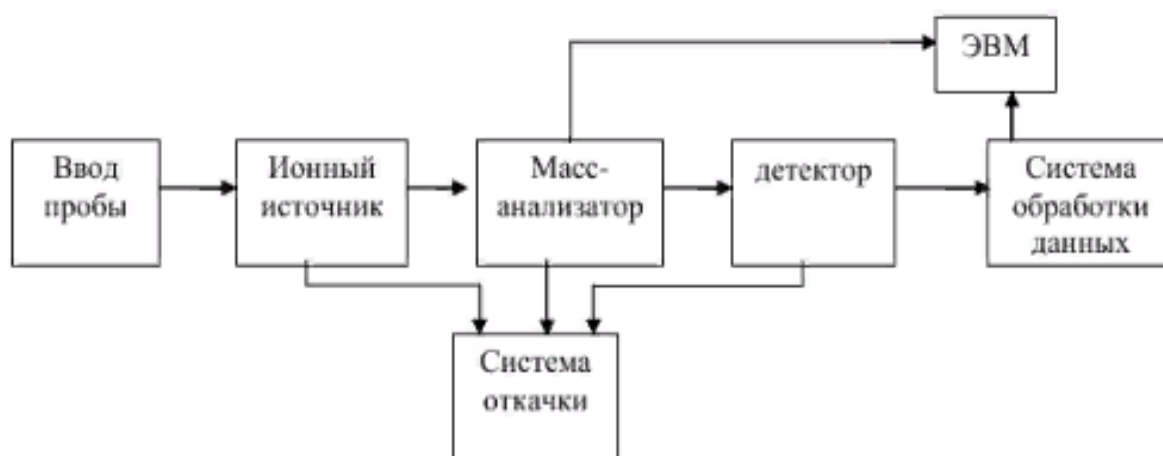 ЭВМ
Ввод
пробы
Ионный
источник
Масс-
анализатор
детектор
Система
обработки
данных
Система
откачки